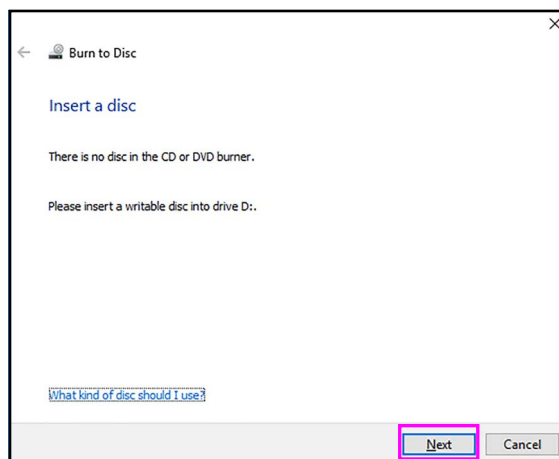 Burn to Disc
Insert a disc
There is no disc in the CD or DVD burner.
Please insert a writable disc into drive D:.
What kind of disc should I use?
Next
Cancel